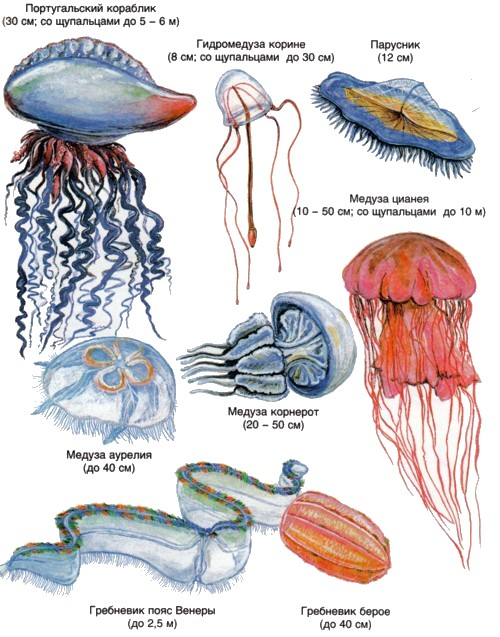 Португальский кораблик
(30 см; со щупальцами до 5 – 6 м)
Гидромедуза корине
(8 см; со щупальцами до 30 см)
Парусник
(12 см)
Медуза цианея
(10 – 50 см; со щупальцами до 10 м)
Медуза корнерот
(20 – 50 см)
Медуза аурелия
(до 40 см)
Гребневик пояс Венеры
(до 2,5 м)
Гребневик берое
(до 40 см)